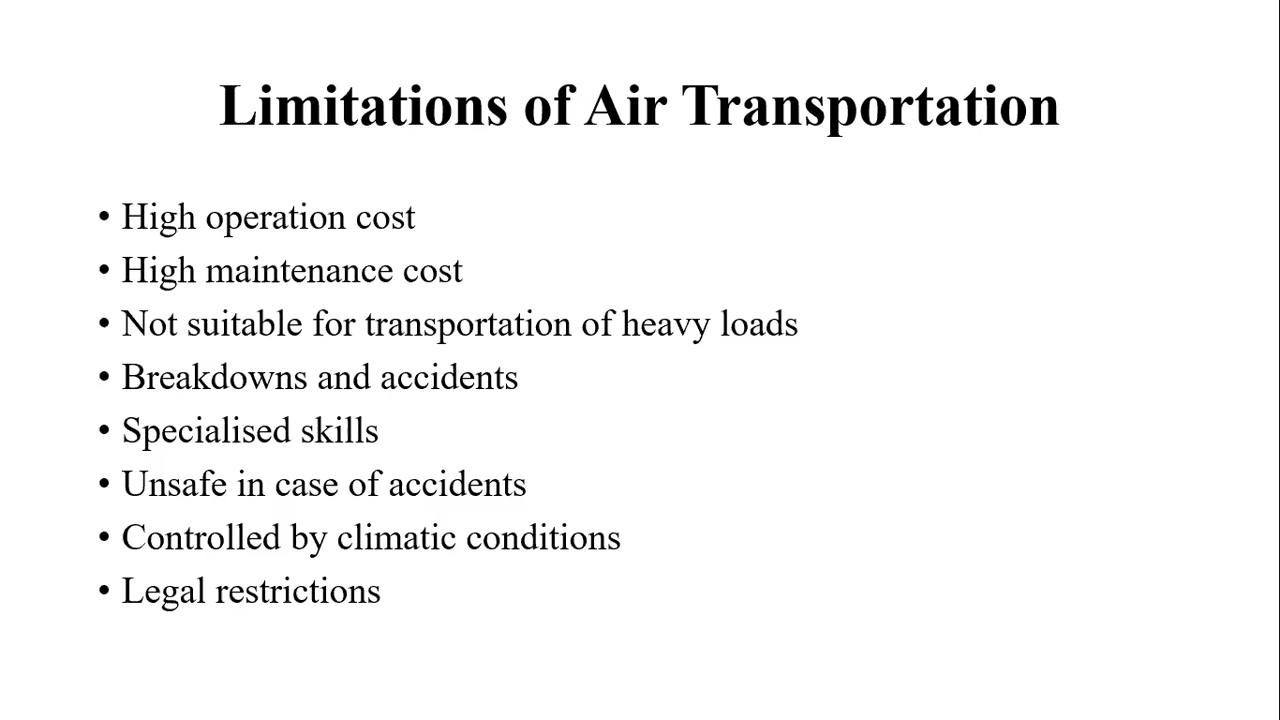 Limitations of Air Transportation
• High operation cost
• High maintenance cost
• Not suitable for transportation of heavy loads
• Breakdowns and accidents
• Specialised skills
• Unsafe in case of accidents
• Controlled by climatic conditions
• Legal restrictions